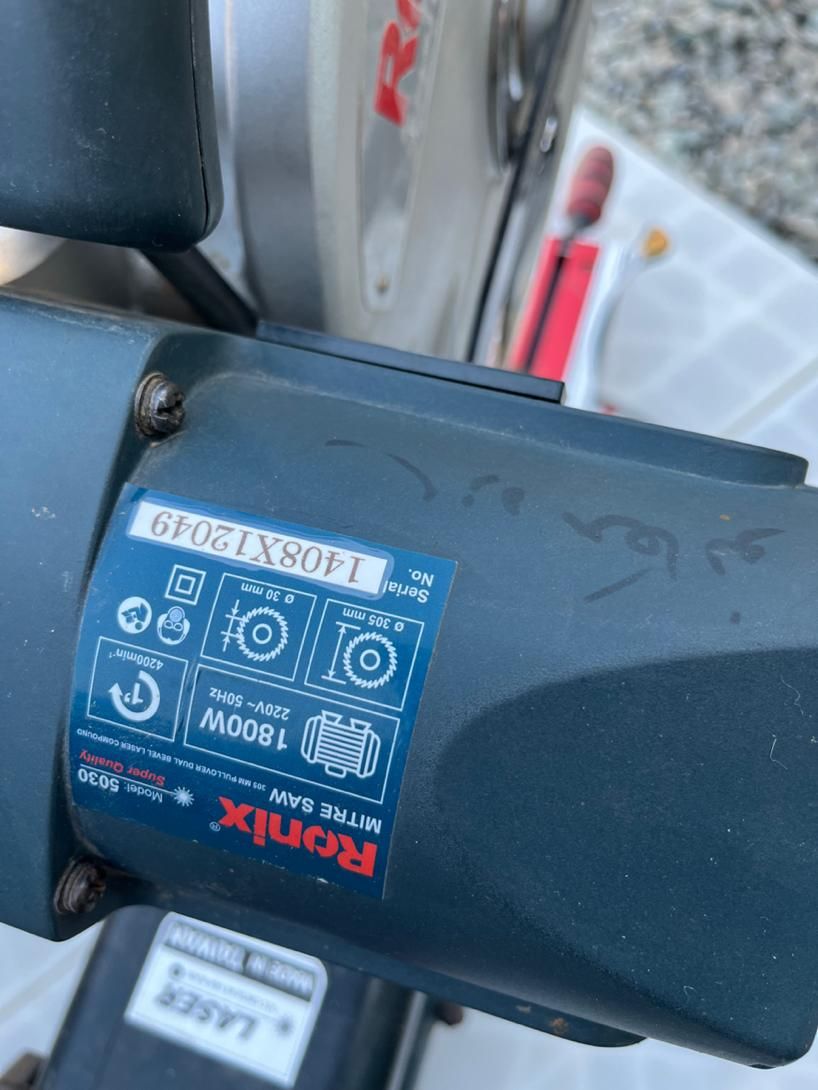 Ronix®
MITRE SAW
Model: 5030
305 MM PULLOVER DUAL BEVEL LASER COMPOUND
Super Quality
1800W
220V~ 50Hz
4200min⁻¹
ø 305 mm
ø 30 mm
Serial No.
1408X12049
LASER
MADE IN TAIWAN